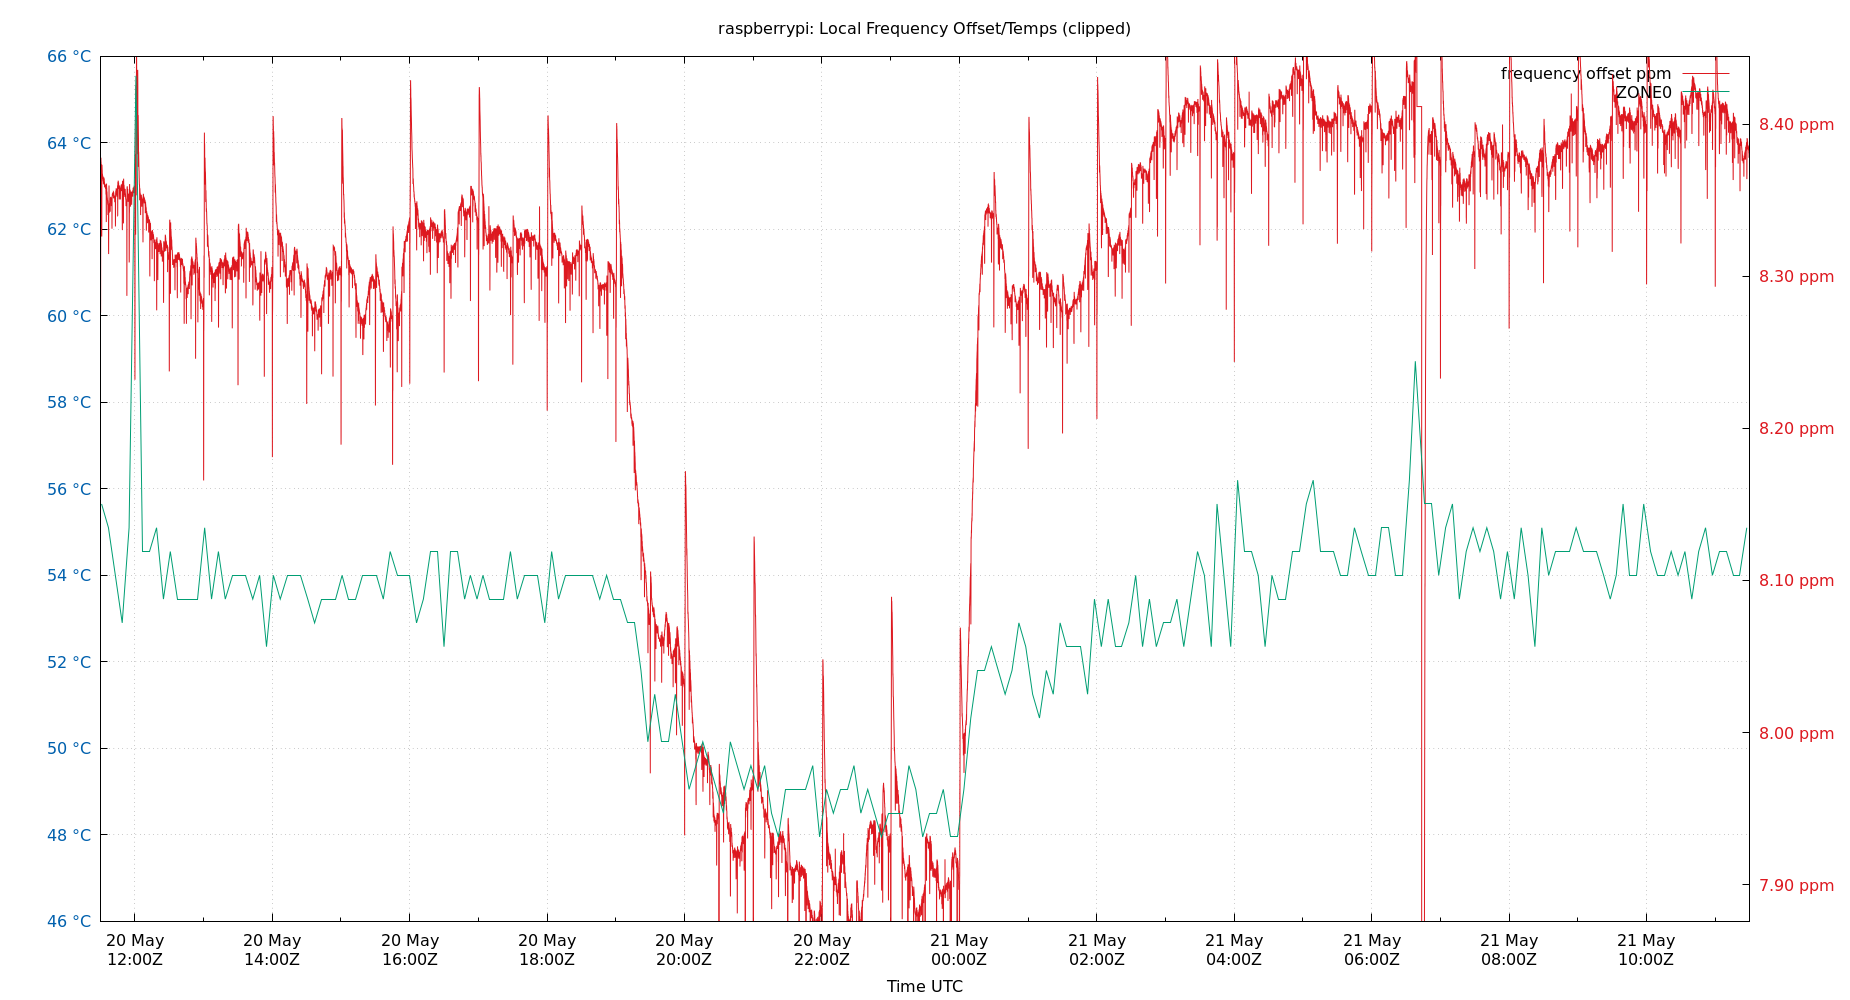 raspberrypi: Local Frequency Offset/Temps (clipped)
66 °C
64 °C
62 °C
60 °C
58 °C
56 °C
54 °C
52 °C
50 °C
48 °C
46 °C
frequency offset ppm
ZONE0
8.40 ppm
8.30 ppm
8.20 ppm
8.10 ppm
8.00 ppm
7.90 ppm
20 May 20 May 20 May 20 May 20 May 20 May 21 May 21 May 21 May 21 May 21 May 21 May
12:00Z 14:00Z 16:00Z 18:00Z 20:00Z 22:00Z 00:00Z 02:00Z 04:00Z 06:00Z 08:00Z 10:00Z
Time UTC